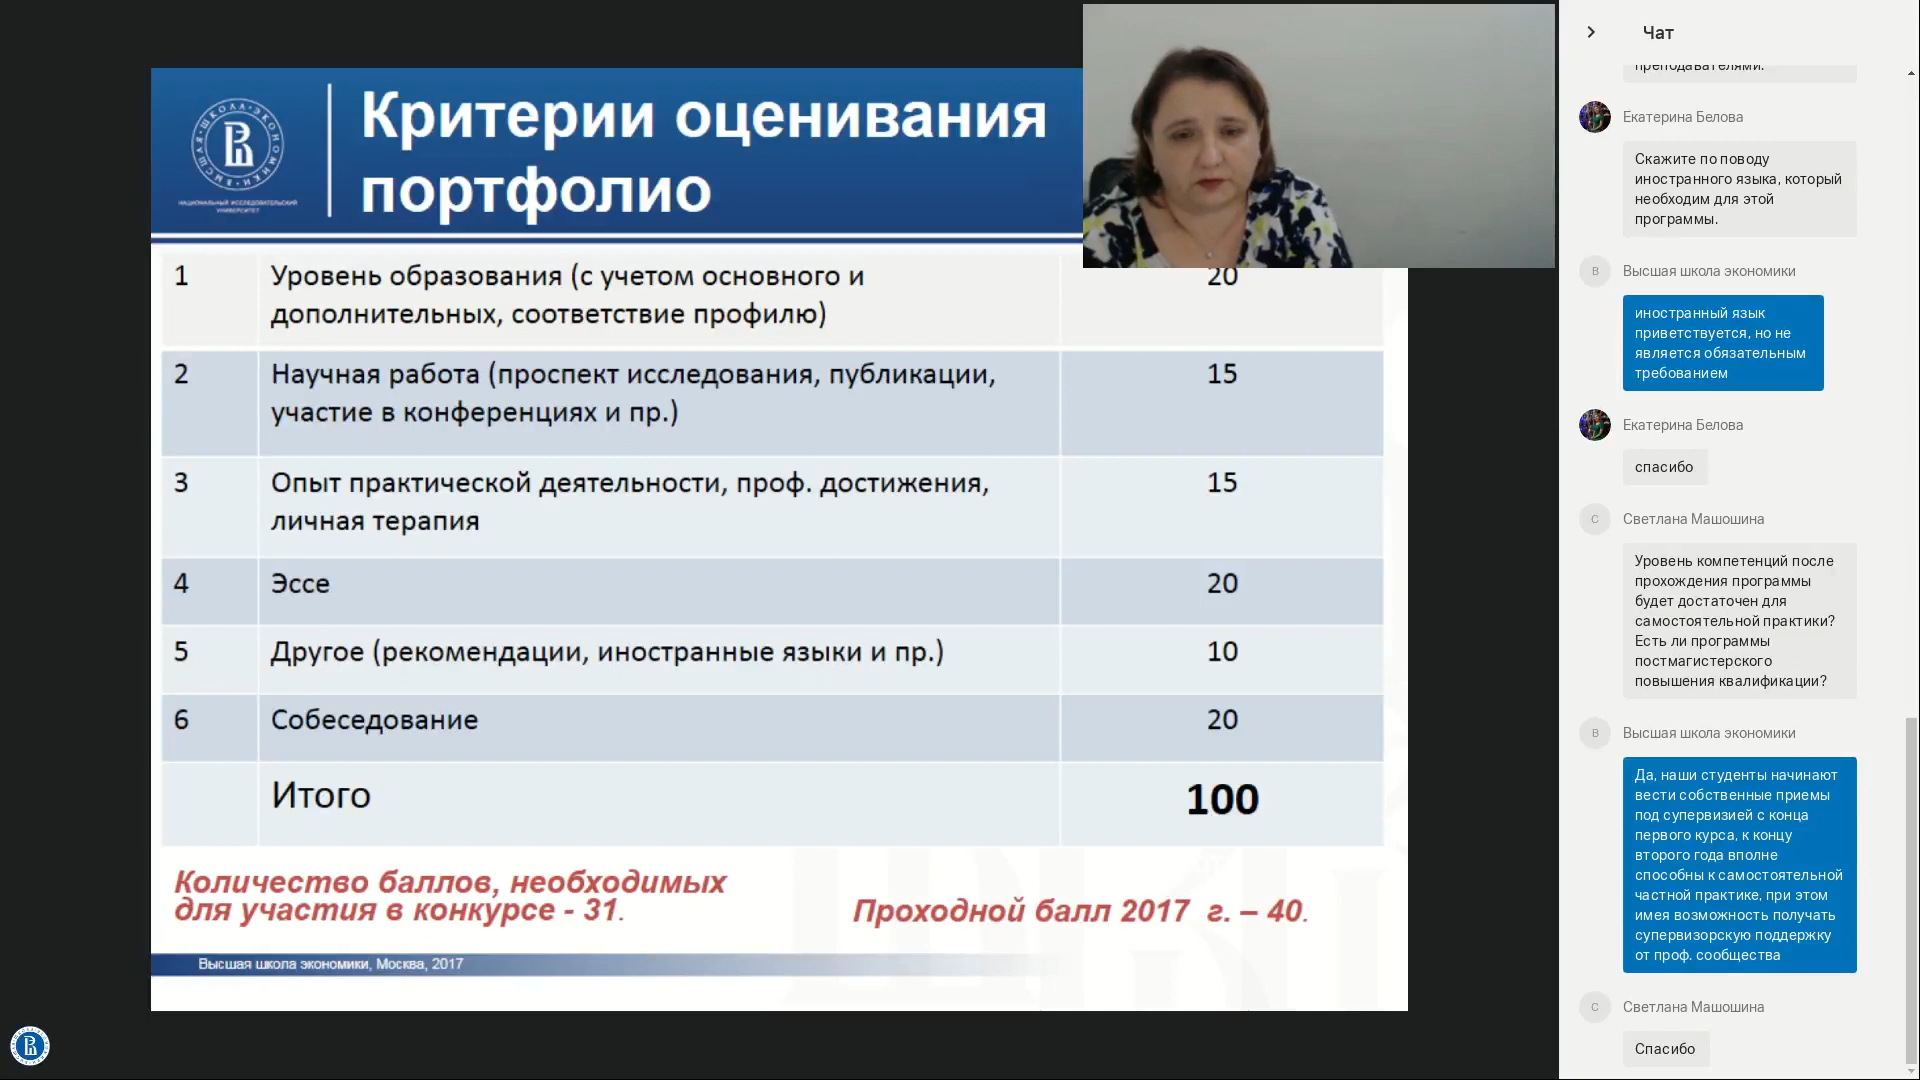 Критерии оценивания
портфолио
ВЫСШАЯ ШКОЛА ЭКОНОМИКИ
НАЦИОНАЛЬНЫЙ ИССЛЕДОВАТЕЛЬСКИЙ
УНИВЕРСИТЕТ
1 Уровень образования (с учетом основного и 20
дополнительных, соответствие профилю)
2 Научная работа (проспект исследования, публикации, 15
участие в конференциях и пр.)
3 Опыт практической деятельности, проф. достижения, 15
личная терапия
4 Эссе 20
5 Другое (рекомендации, иностранные языки и пр.) 10
6 Собеседование 20
Итого 100
Количество баллов, необходимых
для участия в конкурсе - 31.
Проходной балл 2017 г. – 40.
Высшая школа экономики, Москва, 2017
Чат
преподавателями.
Екатерина Белова
Скажите по поводу
иностранного языка, который
необходим для этой
программы.
В
Высшая школа экономики
иностранный язык
приветствуется, но не
является обязательным
требованием
Екатерина Белова
спасибо
С
Светлана Машошина
Уровень компетенций после
прохождения программы
будет достаточен для
самостоятельной практики?
Есть ли программы
постмагистерского
повышения квалификации?
В
Высшая школа экономики
Да, наши студенты начинают
вести собственные приемы
под супервизией с конца
первого курса, к концу
второго года вполне
способны к самостоятельной
частной практике, при этом
имея возможность получать
супервизорскую поддержку
от проф. сообщества
С
Светлана Машошина
Спасибо